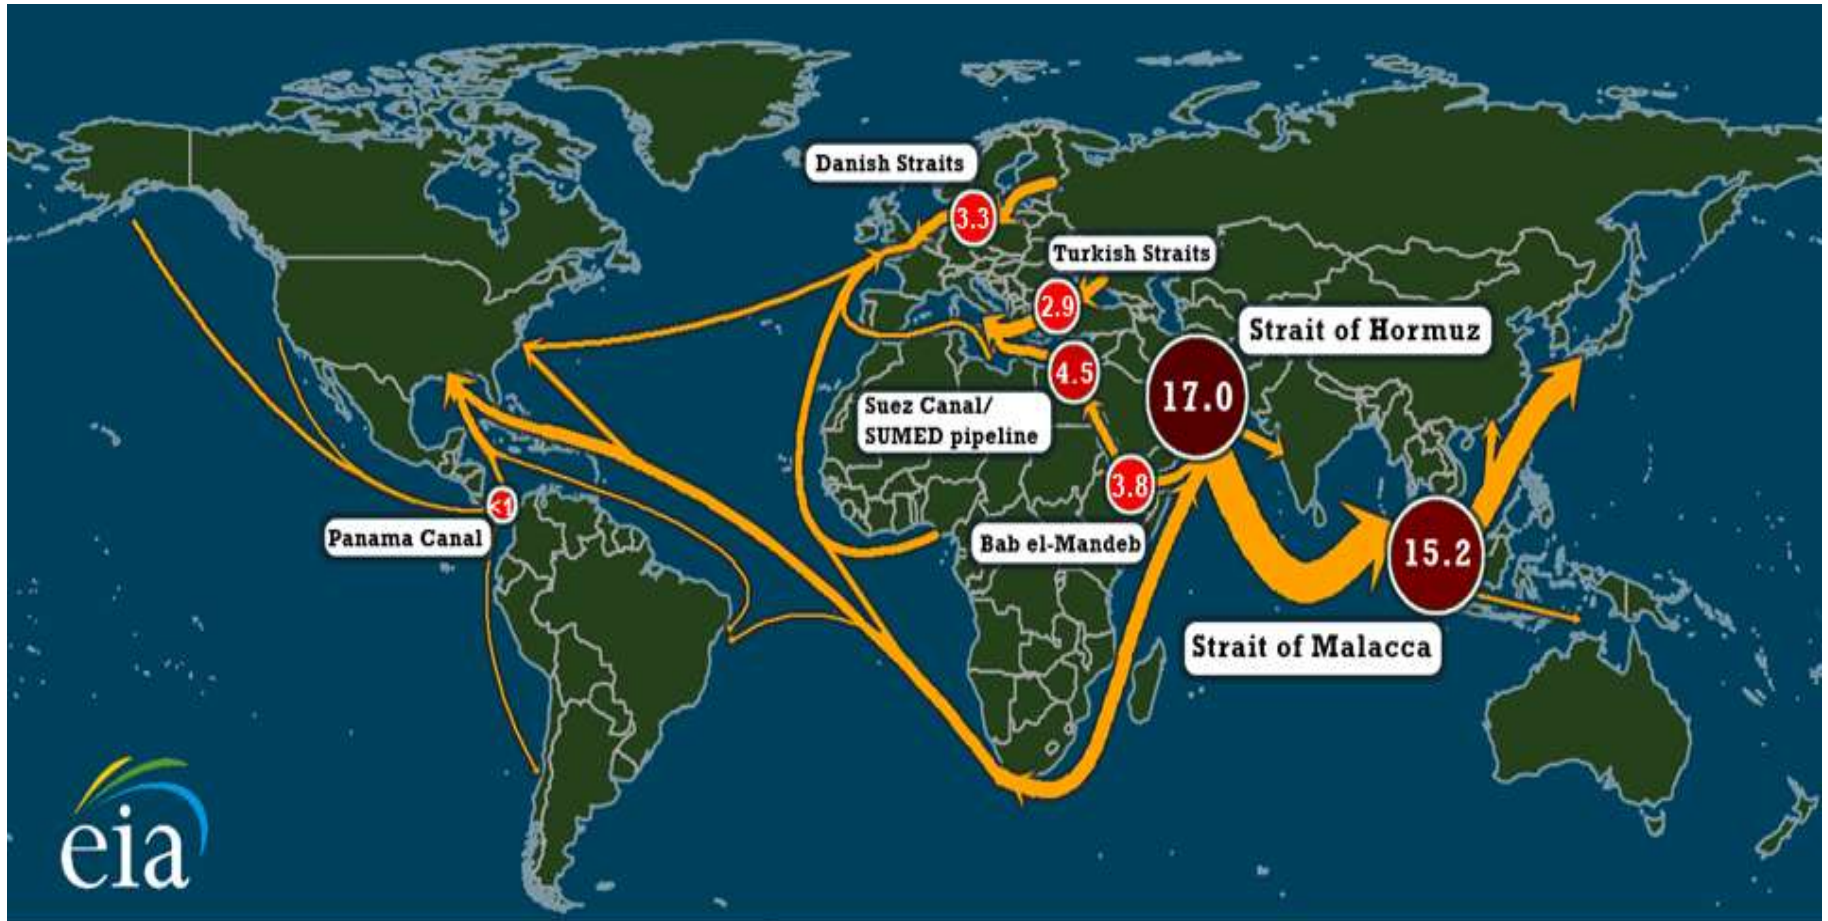 Danish Straits
3.3
Turkish Straits
2.9
Strait of Hormuz
17.0
4.5
Suez Canal/
SUMED pipeline
3.8
Bab el-Mandeb
<1
Panama Canal
15.2
Strait of Malacca
eia